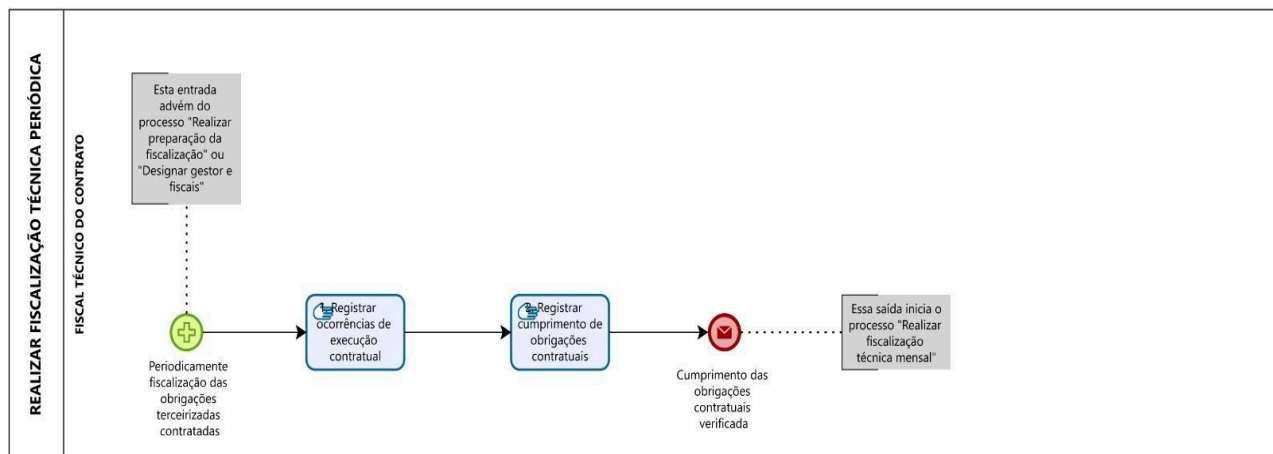 REALIZAR FISCALIZAÇÃO TÉCNICA PERIÓDICA
FISCAL TÉCNICO DO CONTRATO
Esta entrada
advém do
processo "Realizar
preparação da
fiscalização" ou
"Designar gestor e
fiscais"
Periodicamente
fiscalização das
obrigações
terceirizadas
contratadas
1. Registrar
ocorrências de
execução
contratual
2. Registrar
cumprimento de
obrigações
contratuais
Cumprimento das
obrigações
contratuais
verificada
Essa saída inicia o
processo "Realizar
fiscalização
técnica mensal"